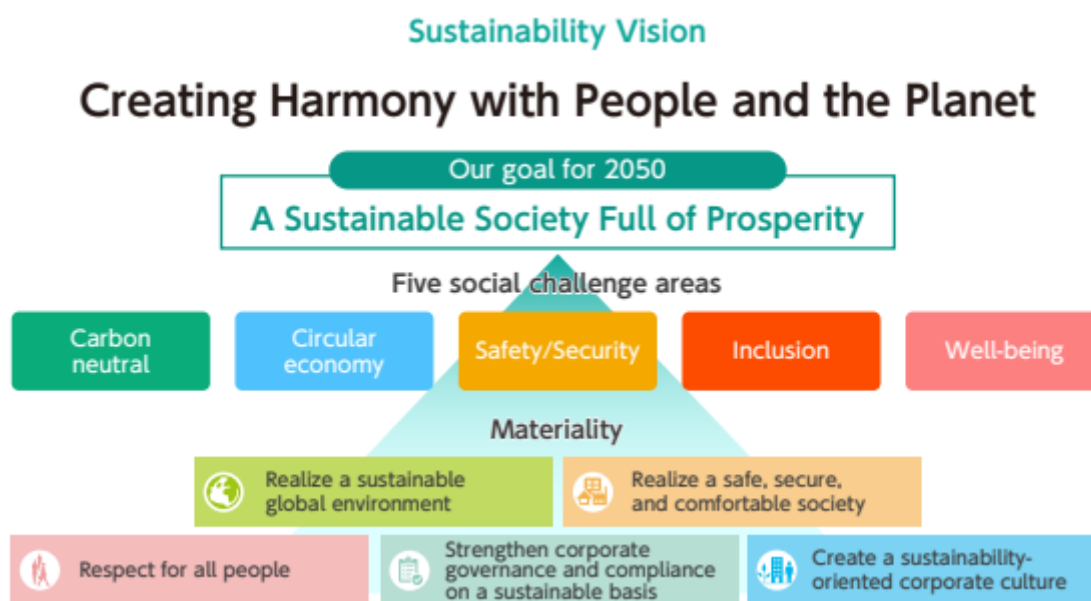 Sustainability Vision
Creating Harmony with People and the Planet
Our goal for 2050
A Sustainable Society Full of Prosperity
Five social challenge areas
Carbon
neutral
Circular
economy
Safety/Security
Inclusion
Well-being
Materiality
Realize a sustainable
global environment
Realize a safe, secure,
and comfortable society
Respect for all people
Strengthen corporate
governance and compliance
on a sustainable basis
Create a sustainability-
oriented corporate culture